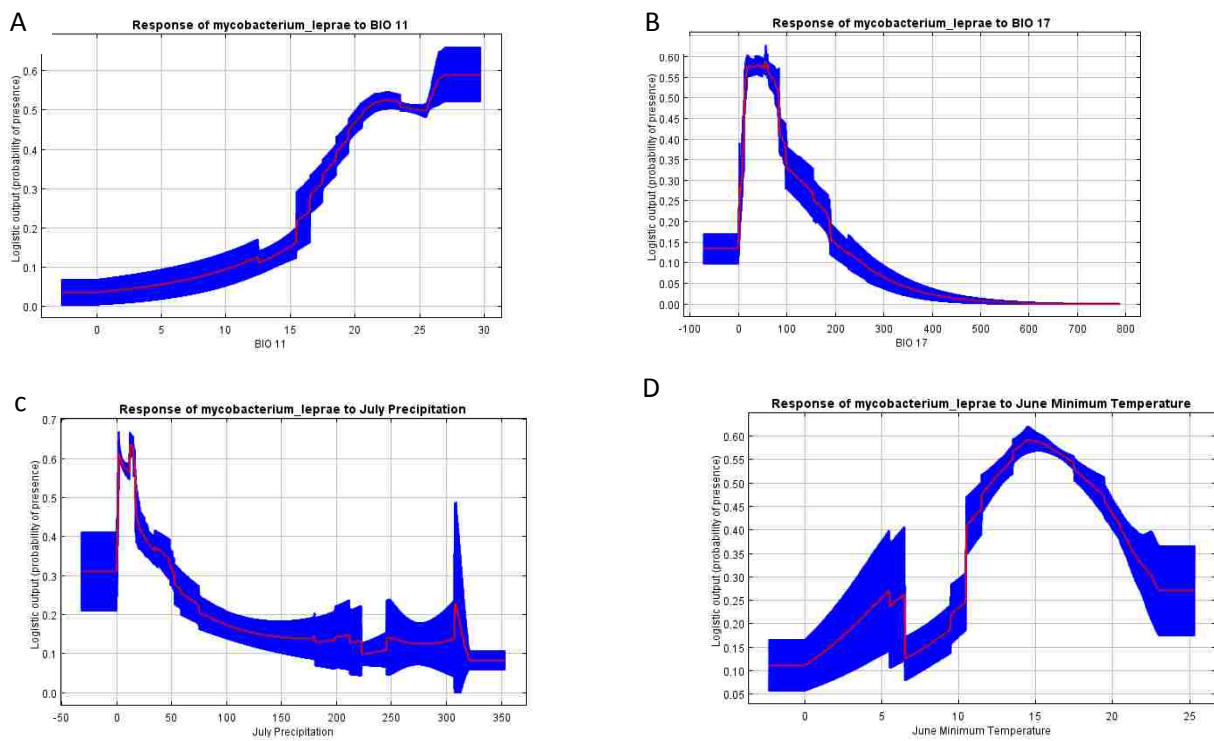 A
Response of mycobacterium_leprae to BIO 11
Logistic output (probability of presence)
0.6
0.5
0.4
0.3
0.2
0.1
0.0
0 5 10 15 20 25 30
BIO 11
B
Response of mycobacterium_leprae to BIO 17
Logistic output (probability of presence)
0.60
0.55
0.50
0.45
0.40
0.35
0.30
0.25
0.20
0.15
0.10
0.05
0.00
-100 0 100 200 300 400 500 600 700 800
BIO 17
C
Response of mycobacterium_leprae to July Precipitation
Logistic output (probability of presence)
0.7
0.6
0.5
0.4
0.3
0.2
0.1
0.0
-50 0 50 100 150 200 250 300 350
July Precipitation
D
Response of mycobacterium_leprae to June Minimum Temperature
Logistic output (probability of presence)
0.60
0.55
0.50
0.45
0.40
0.35
0.30
0.25
0.20
0.15
0.10
0.05
0 5 10 15 20 25
June Minimum Temperature